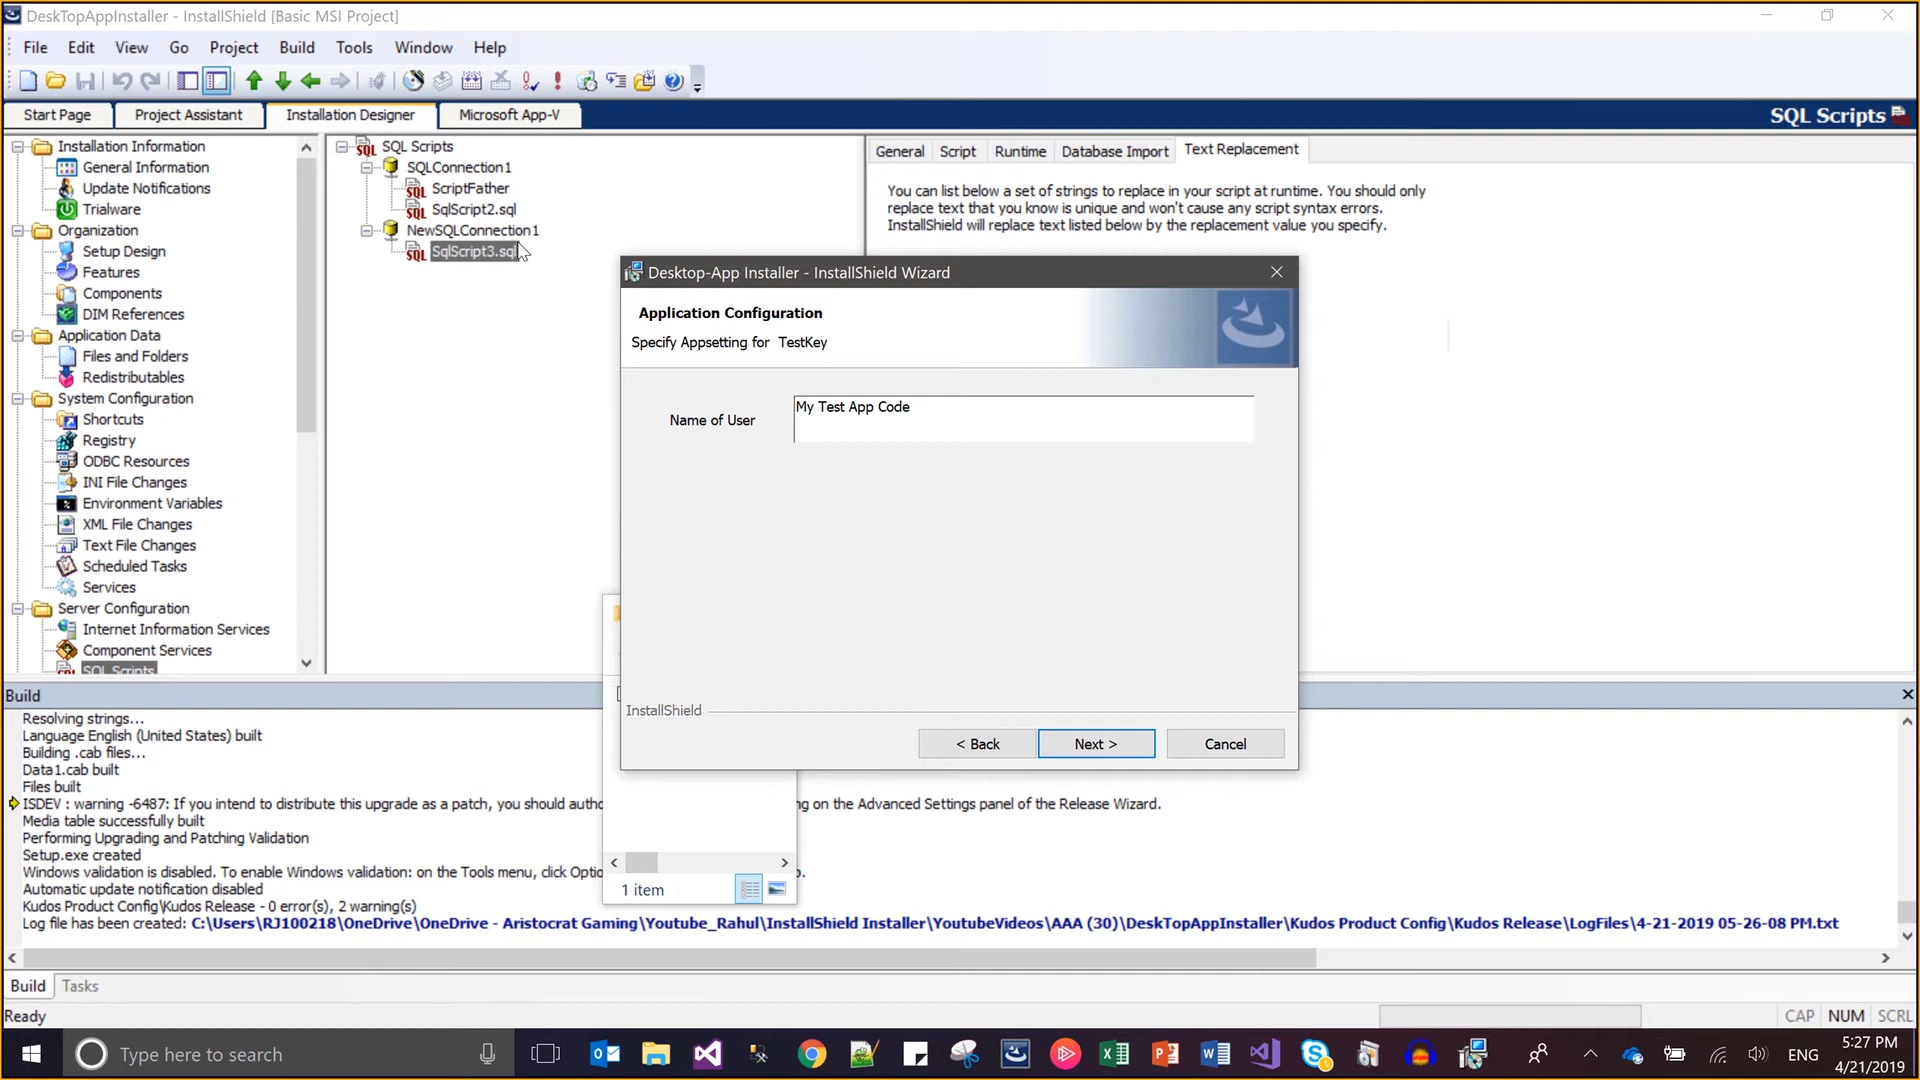 DeskTopAppInstaller - InstallShield [Basic MSI Project]
File Edit View Go Project Build Tools Window Help
Start Page Project Assistant Installation Designer Microsoft App-V
SQL Scripts
Installation Information
General Information
Update Notifications
Trialware
Organization
Setup Design
Features
Components
DIM References
Application Data
Files and Folders
Redistributables
System Configuration
Shortcuts
Registry
ODBC Resources
INI File Changes
Environment Variables
XML File Changes
Text File Changes
Scheduled Tasks
Services
Server Configuration
Internet Information Services
Component Services
SQL Scripts
SQL Scripts
SQLConnection1
ScriptFather
SqlScript2.sql
NewSQLConnection1
SqlScript3.sql
General Script Runtime Database Import Text Replacement
You can list below a set of strings to replace in your script at runtime. You should only
replace text that you know is unique and won't cause any script syntax errors.
InstallShield will replace text listed below by the replacement value you specify.
Desktop-App Installer - InstallShield Wizard
Application Configuration
Specify Appsetting for TestKey
Name of User
My Test App Code
InstallShield
< Back
Next >
Cancel
1 item
Build
Resolving strings...
Language English (United States) built
Building .cab files...
Data1.cab built
Files built
ISDEV : warning -6487: If you intend to distribute this upgrade as a patch, you should autho ng on the Advanced Settings panel of the Release Wizard.
Media table successfully built
Performing Upgrading and Patching Validation
Setup.exe created
Windows validation is disabled. To enable Windows validation: on the Tools menu, click Optio b.
Automatic update notification disabled
Kudos Product Config\Kudos Release - 0 error(s), 2 warning(s)
Log file has been created: C:\Users\RJ100218\OneDrive\OneDrive - Aristocrat Gaming\Youtube_Rahul\InstallShield Installer\YoutubeVideos\AAA (30)\DeskTopAppInstaller\Kudos Product Config\Kudos Release\LogFiles\4-21-2019 05-26-08 PM.txt
Build Tasks
Ready
CAP NUM SCRL
Type here to search
ENG
5:27 PM
4/21/2019